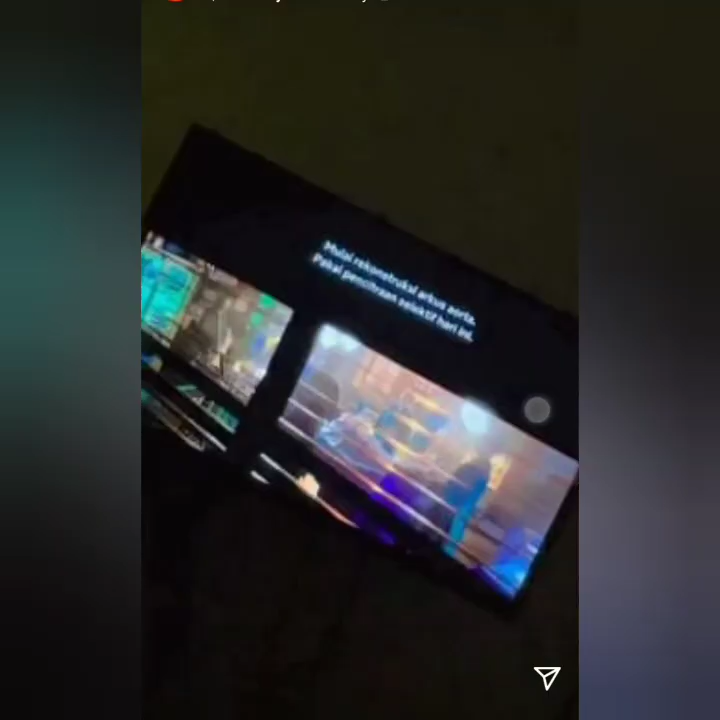 Mulai rekonstruksi arkus aorta.
Pakai pencitraan selektif hari ini.